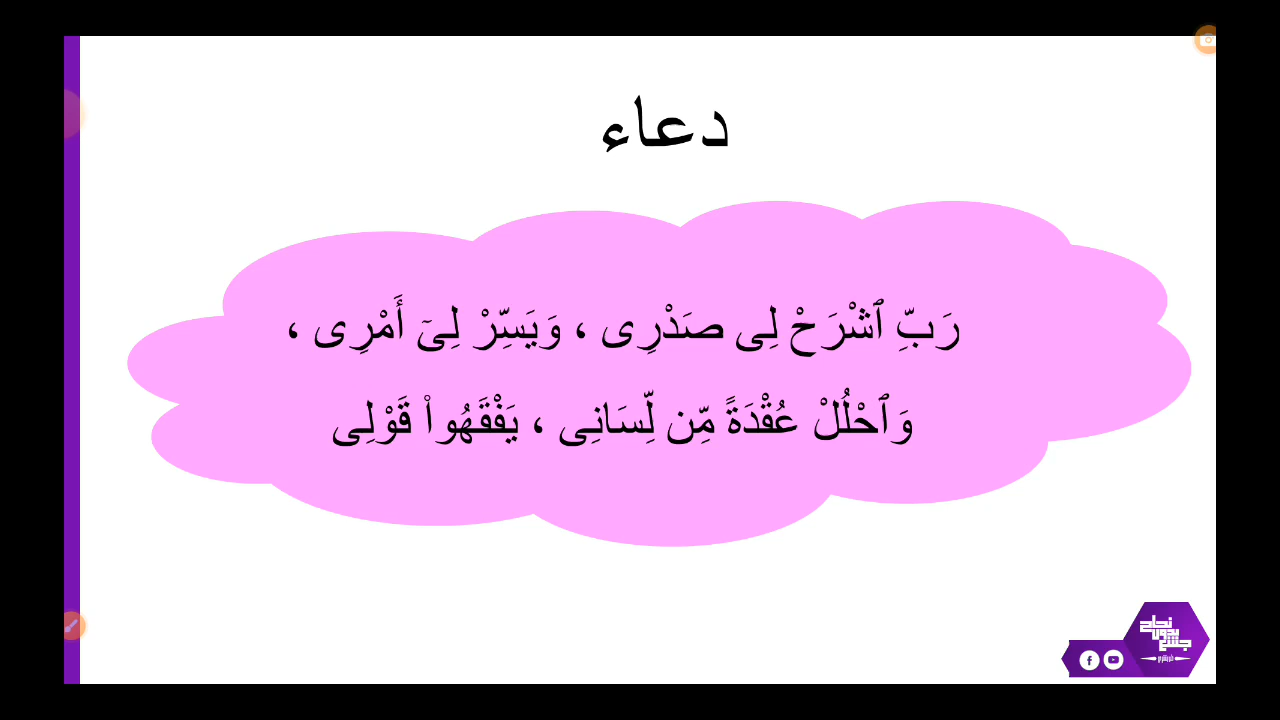 دعاء
رَبِّ ٱشْرَحْ لِى صَدْرِى ، وَيَسِّرْ لِىٓ أَمْرِى ،
وَٱحْلُلْ عُقْدَةً مِّن لِّسَانِى ، يَفْقَهُوا۟ قَوْلِى